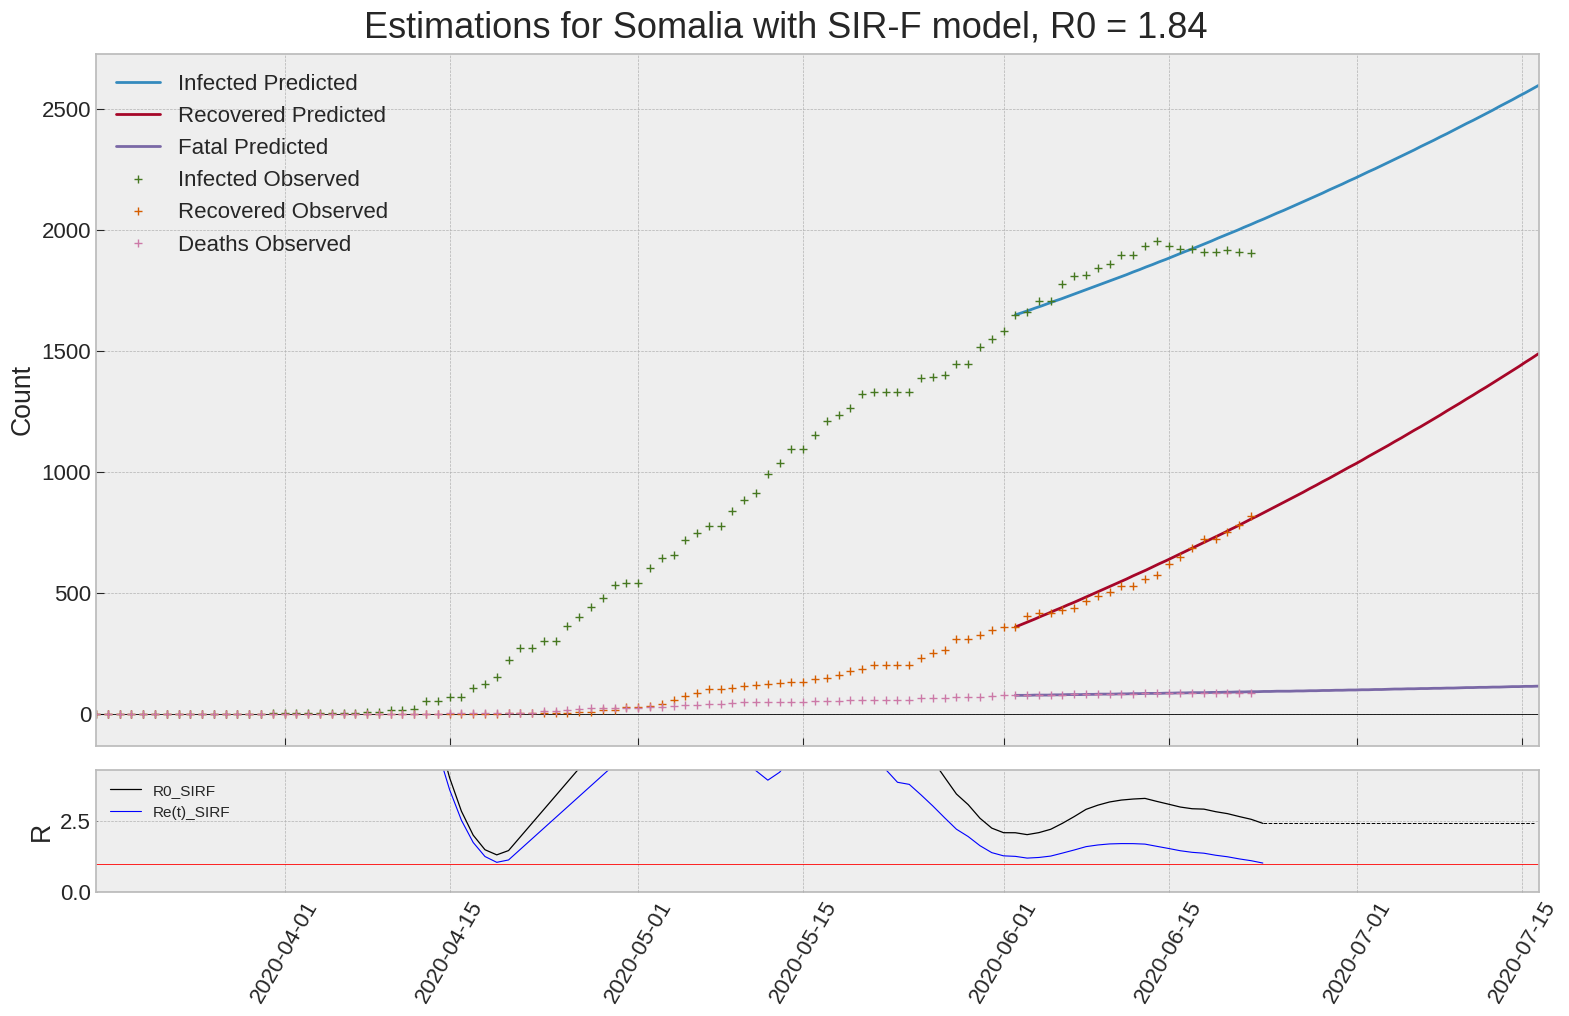 Estimations for Somalia with SIR-F model, R0 = 1.84
Infected Predicted
Recovered Predicted
Fatal Predicted
Infected Observed
Recovered Observed
Deaths Observed
2500
2000
1500
1000
500
0
Count
R0_SIRF
Re(t)_SIRF
2.5
0.0
R
2020-04-01
2020-04-15
2020-05-01
2020-05-15
2020-06-01
2020-06-15
2020-07-01
2020-07-15